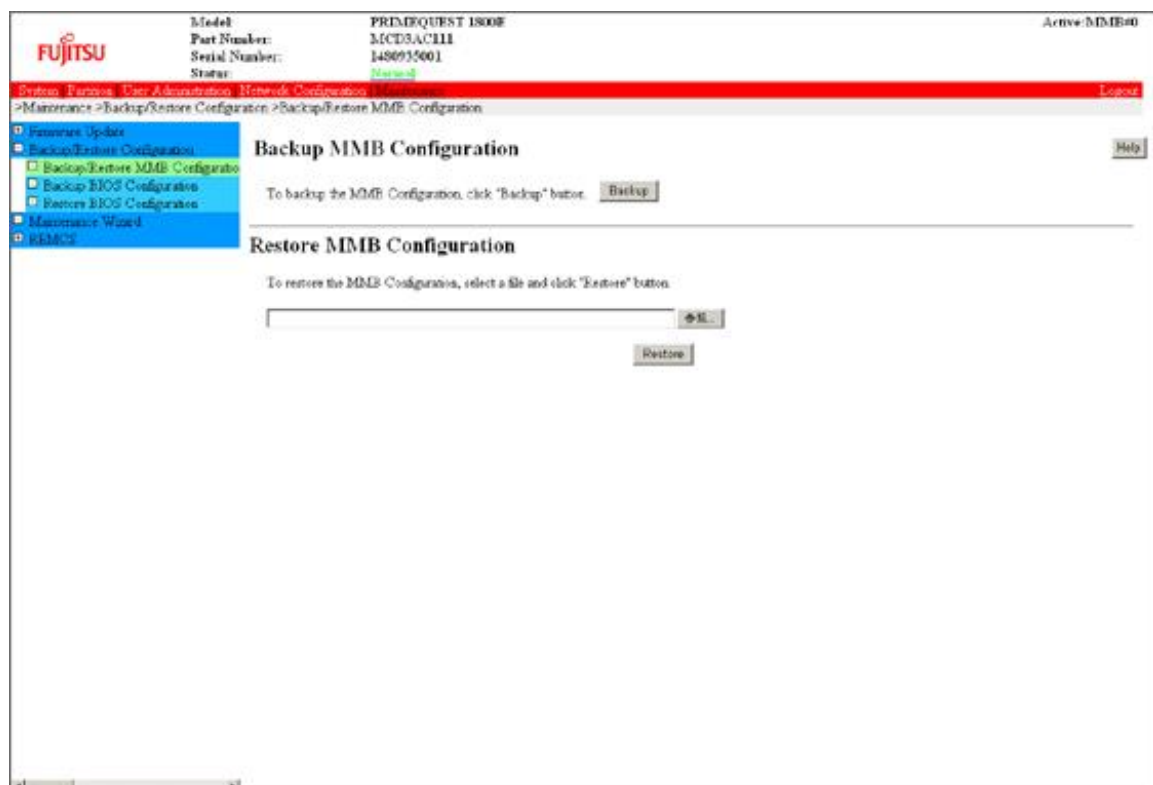 FUJITSU
Model: PRIMEQUEST 1800E
Part Number: MCD3AC111
Serial Number: 1480935001
Status: Normal
Active:MMB#0
System Partition User Administration Network Configuration Maintenance Logout
>Maintenance >Backup/Restore Configuration >Backup/Restore MMB Configuration
Firmware Update
Backup/Restore Configuration
Backup/Restore MMB Configuratio
Backup BIOS Configuration
Restore BIOS Configuration
Maintenance Wizard
REMCS
Backup MMB Configuration
Help
To backup the MMB Configuration, click "Backup" button. Backup
Restore MMB Configuration
To restore the MMB Configuration, select a file and click "Restore" button.
参照...
Restore